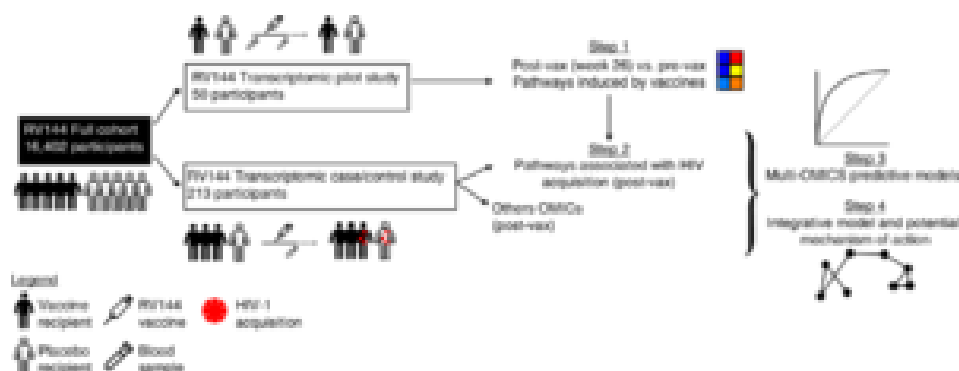 RV144 Full cohort
16,402 participants
RV144 Transcriptomic pilot study
50 participants
RV144 Transcriptomic case/control study
213 participants
Step 1
Post-vax (week 26) vs. pre-vax
Pathways induced by vaccines
Step 2
Pathways associated with HIV
acquisition (post-vax)
Others OMICs
(post-vax)
Step 3
Multi-OMICS predictive models
Step 4
Integrative model and potential
mechanism of action
Legend
Vaccine
recipient
RV144
vaccine
HIV-1
acquisition
Placebo
recipient
Blood
sample